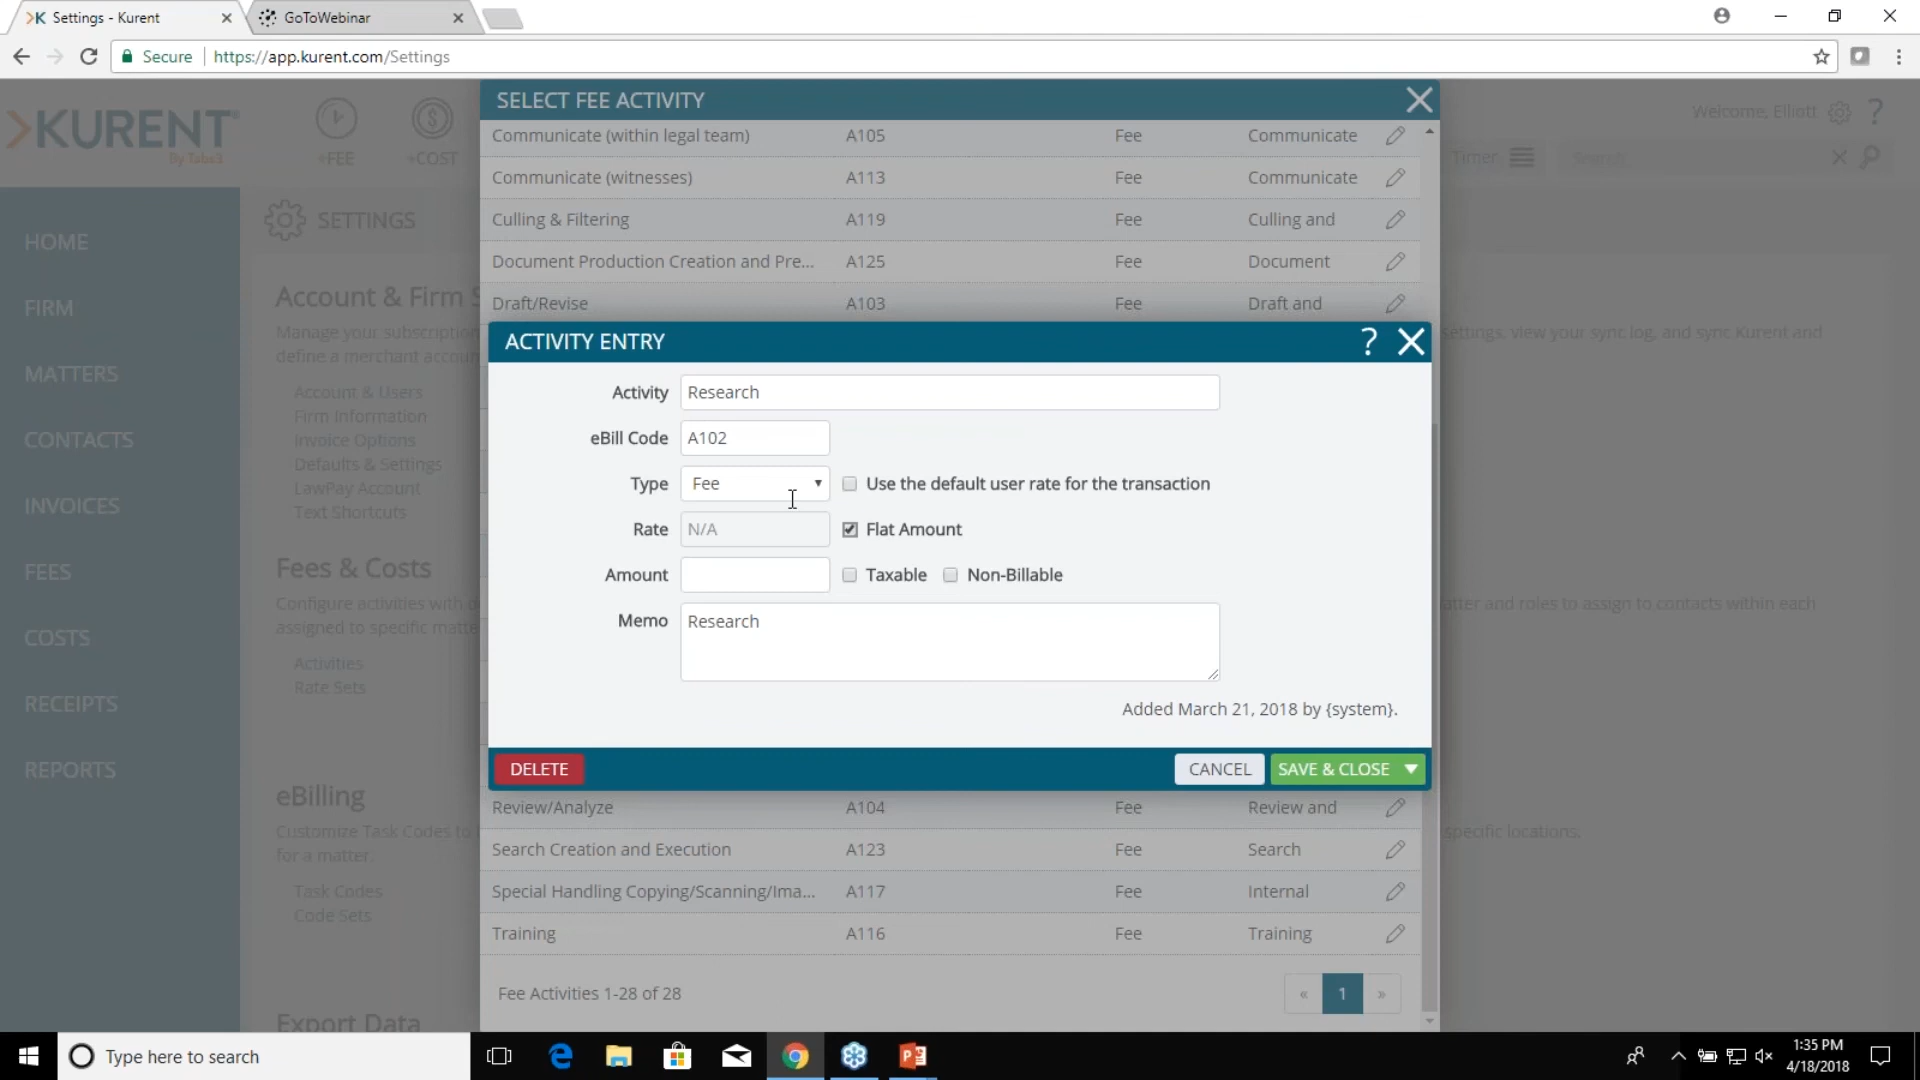 Settings - Kurent
GoToWebinar
Secure
https://app.kurent.com/Settings
KURENT
By Tabs3
+FEE
+COST
Welcome, Elliott
?
Timer
Search
HOME
FIRM
MATTERS
CONTACTS
INVOICES
FEES
COSTS
RECEIPTS
REPORTS
SETTINGS
Account & Firm S
Manage your subscription
settings, view your sync log, and sync Kurent and
define a merchant accou
Account & Users
Firm Information
Invoice Options
Defaults & Settings
LawPay Account
Text Shortcuts
Fees & Costs
Configure activities with d
atter and roles to assign to contacts within each
assigned to specific matte
Activities
Rate Sets
eBilling
Customize Task Codes to
specific locations.
for a matter.
Task Codes
Code Sets
Export Data
SELECT FEE ACTIVITY
Communicate (within legal team) A105 Fee Communicate
Communicate (witnesses) A113 Fee Communicate
Culling & Filtering A119 Fee Culling and
Document Production Creation and Pre... A125 Fee Document
Draft/Revise A103 Fee Draft and
ACTIVITY ENTRY ?
Activity Research
eBill Code A102
Type Fee Use the default user rate for the transaction
Rate N/A Flat Amount
Amount Taxable Non-Billable
Memo Research
Added March 21, 2018 by {system}.
DELETE CANCEL SAVE & CLOSE
Review/Analyze A104 Fee Review and
Search Creation and Execution A123 Fee Search
Special Handling Copying/Scanning/Ima... A117 Fee Internal
Training A116 Fee Training
Fee Activities 1-28 of 28 « 1 »
Type here to search
1:35 PM
4/18/2018